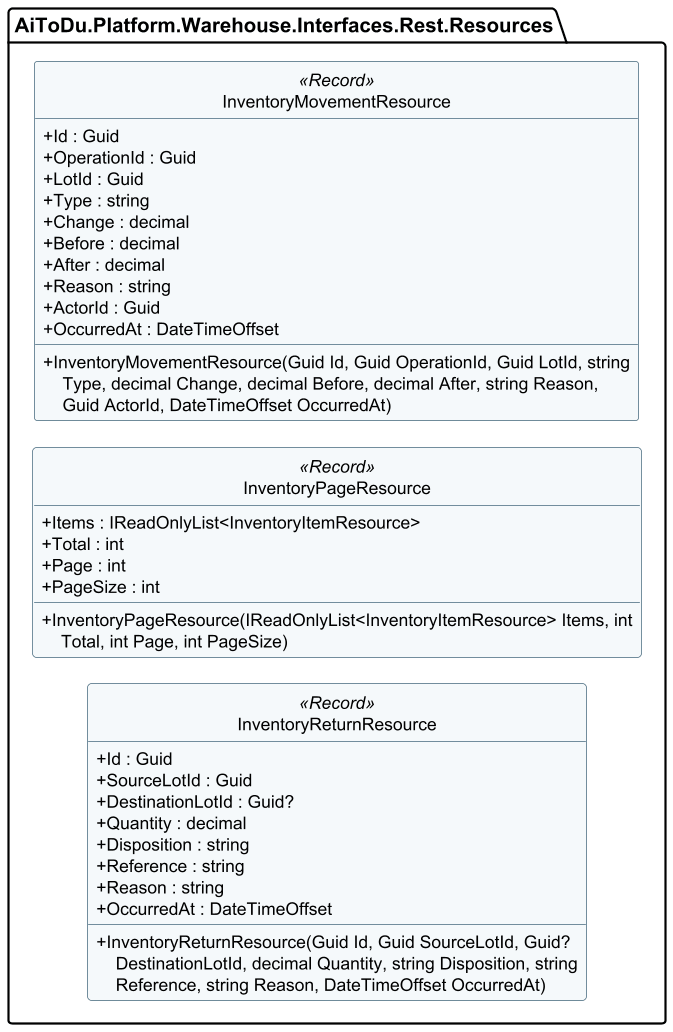 AiToDu.Platform.Warehouse.Interfaces.Rest.Resources
«Record»
InventoryMovementResource
+Id : Guid
+OperationId : Guid
+LotId : Guid
+Type : string
+Change : decimal
+Before : decimal
+After : decimal
+Reason : string
+ActorId : Guid
+OccurredAt : DateTimeOffset
+InventoryMovementResource(Guid Id, Guid OperationId, Guid LotId, string
Type, decimal Change, decimal Before, decimal After, string Reason,
Guid ActorId, DateTimeOffset OccurredAt)
«Record»
InventoryPageResource
+Items : IReadOnlyList<InventoryItemResource>
+Total : int
+Page : int
+PageSize : int
+InventoryPageResource(IReadOnlyList<InventoryItemResource> Items, int
Total, int Page, int PageSize)
«Record»
InventoryReturnResource
+Id : Guid
+SourceLotId : Guid
+DestinationLotId : Guid?
+Quantity : decimal
+Disposition : string
+Reference : string
+Reason : string
+OccurredAt : DateTimeOffset
+InventoryReturnResource(Guid Id, Guid SourceLotId, Guid?
DestinationLotId, decimal Quantity, string Disposition, string
Reference, string Reason, DateTimeOffset OccurredAt)